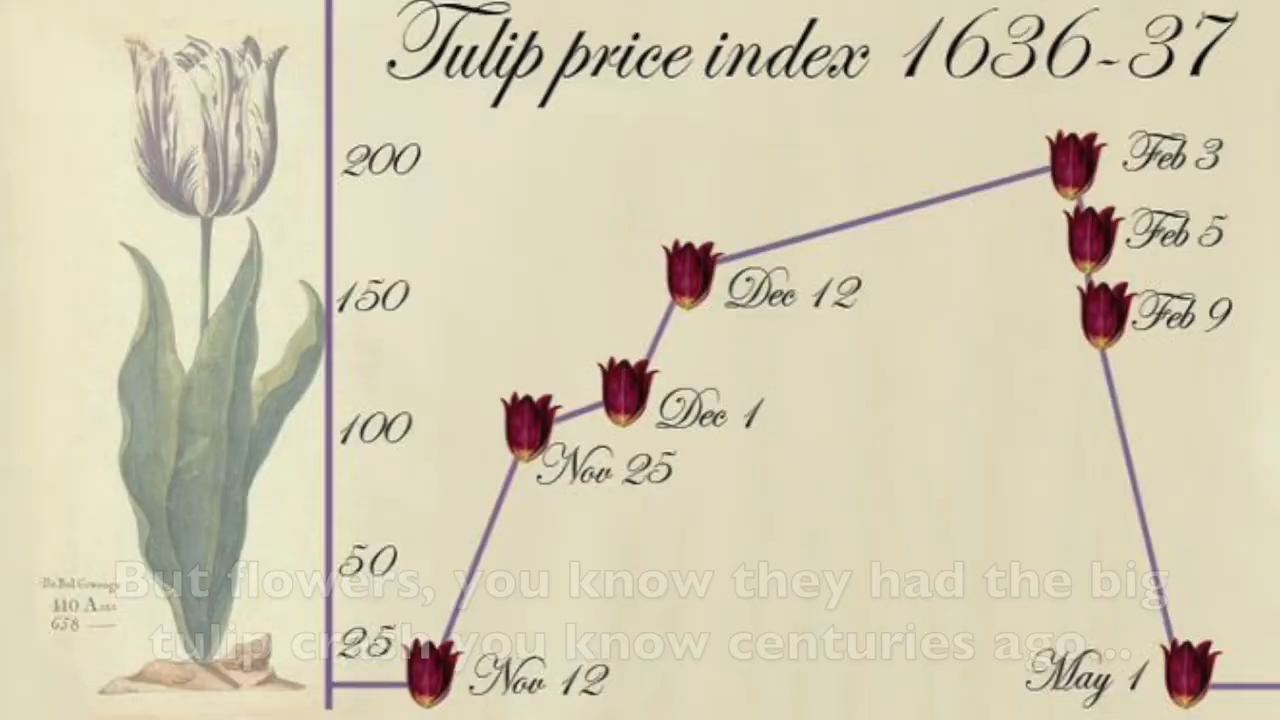 Tulip price index 1636-37
200
Feb 3
Feb 5
150
Dec 12
Feb 9
100
Dec 1
Nov 25
50
But flowers, you know they had the big
tulip crash you know centuries ago...
110 A
658
25
Nov 12
May 1